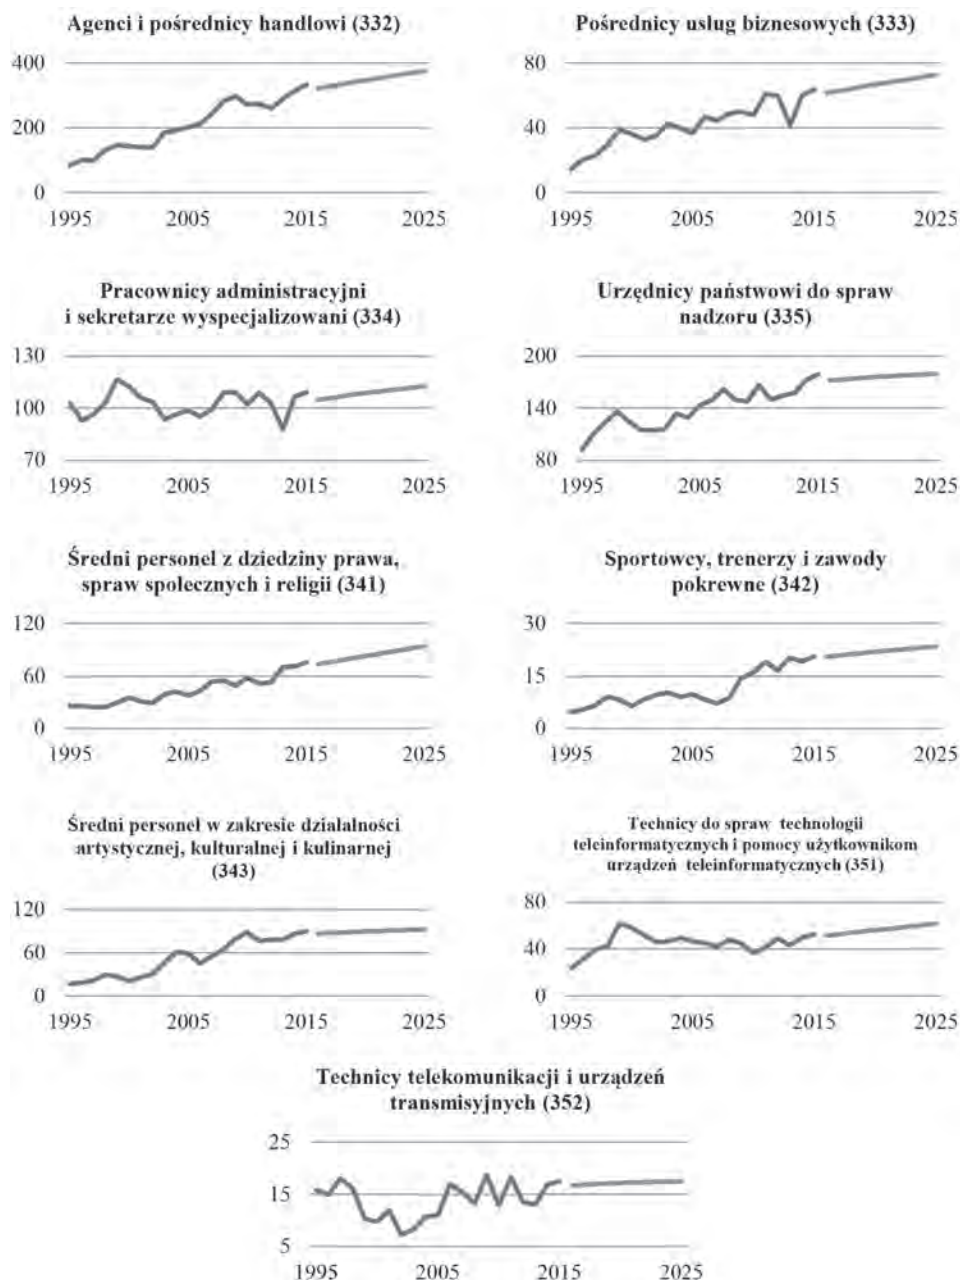 Agenci i pośrednicy handlowi (332)
400
200
0
1995 2005 2015 2025
Pośrednicy usług biznesowych (333)
80
40
0
1995 2005 2015 2025
Pracownicy administracyjni
i sekretarze wyspecjalizowani (334)
130
100
70
1995 2005 2015 2025
Urzędnicy państwowi do spraw
nadzoru (335)
200
140
80
1995 2005 2015 2025
Średni personel z dziedziny prawa,
spraw społecznych i religii (341)
120
60
0
1995 2005 2015 2025
Sportowcy, trenerzy i zawody
pokrewne (342)
30
15
0
1995 2005 2015 2025
Średni personel w zakresie działalności
artystycznej, kulturalnej i kulinarnej
(343)
120
60
0
1995 2005 2015 2025
Technicy do spraw technologii
teleinformatycznych i pomocy użytkownikom
urządzeń teleinformatycznych (351)
80
40
0
1995 2005 2015 2025
Technicy telekomunikacji i urządzeń
transmisyjnych (352)
25
15
5
1995 2005 2015 2025